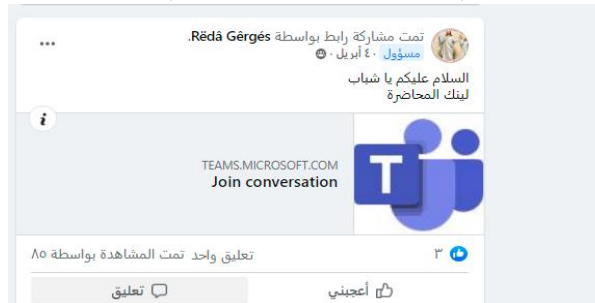 تمت مشاركة رابط بواسطة Rëdâ Gêrgés.
مسؤول · ٤ أبريل ·
السلام عليكم يا شباب
لينك المحاضرة
i
TEAMS.MICROSOFT.COM
Join conversation
T
٣
تعليق واحد تمت المشاهدة بواسطة ٨٥
أعجبني
تعليق